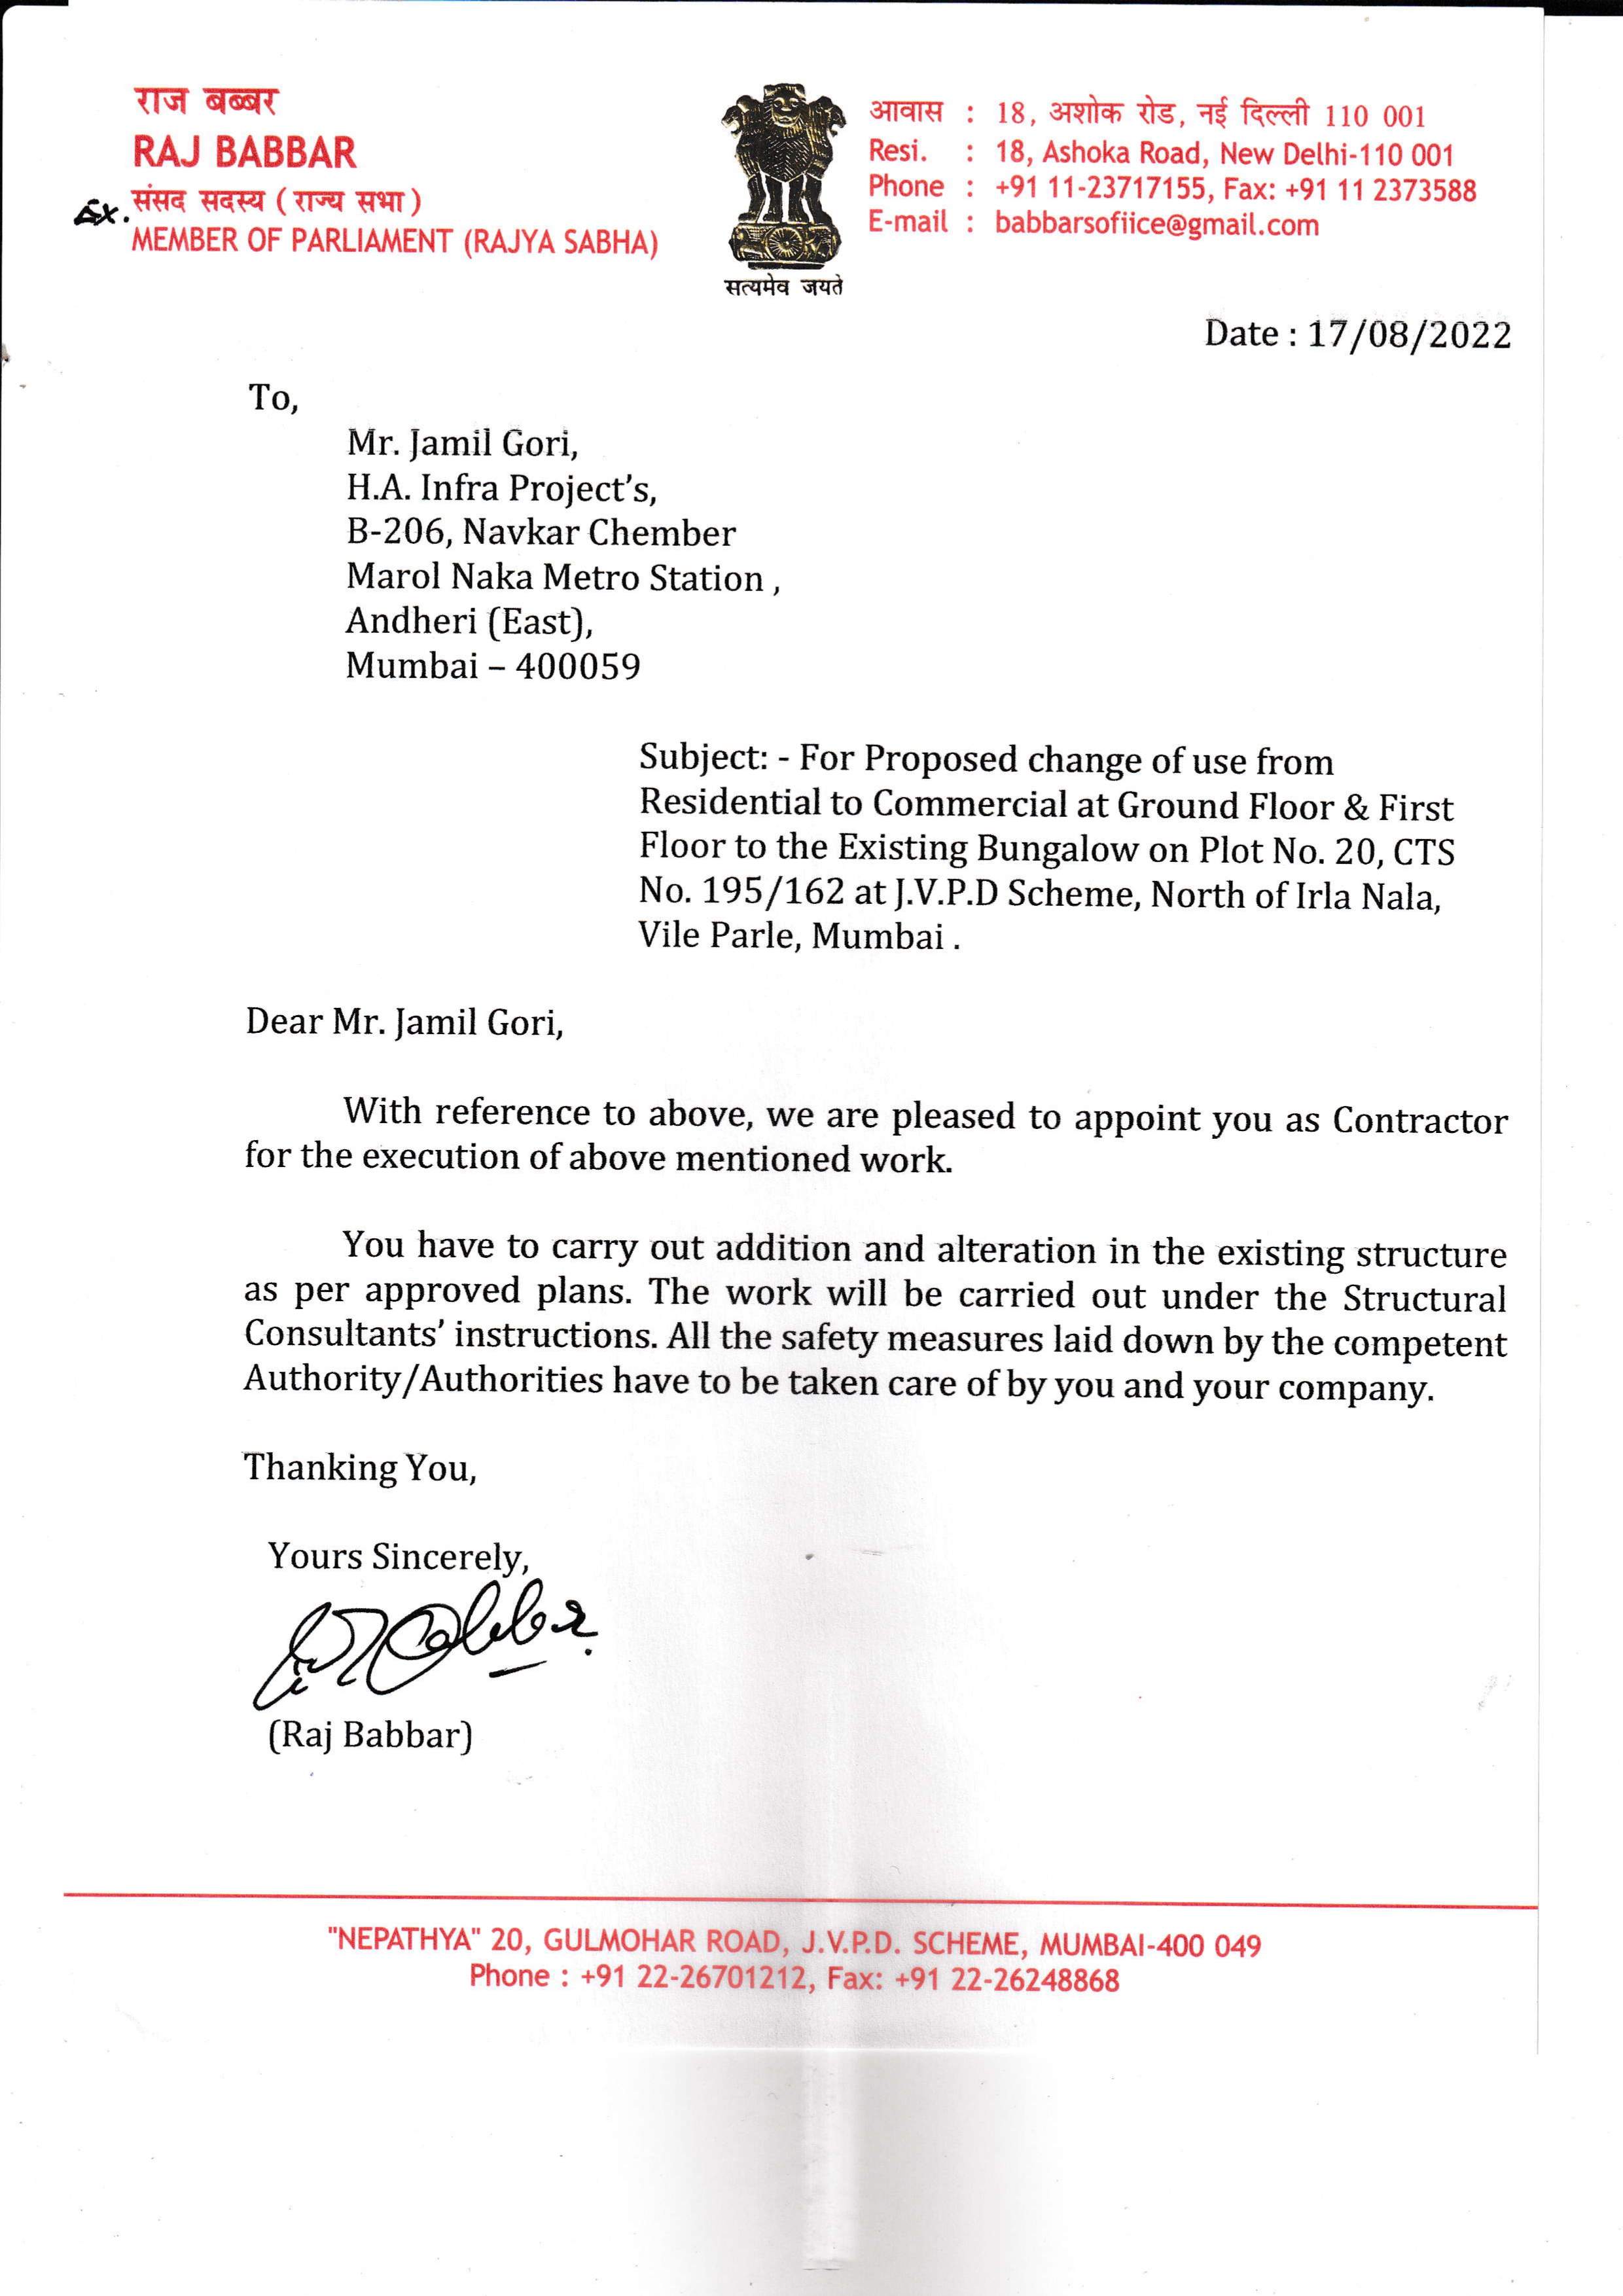 राज बब्बर
RAJ BABBAR
Ex. संसद सदस्य ( राज्य सभा )
MEMBER OF PARLIAMENT (RAJYA SABHA)
सत्यमेव जयते
आवास : 18, अशोक रोड, नई दिल्ली 110 001
Resi. : 18, Ashoka Road, New Delhi-110 001
Phone : +91 11-23717155, Fax: +91 11 2373588
E-mail : babbarsofiice@gmail.com
Date : 17/08/2022
To,
Mr. Jamil Gori,
H.A. Infra Project’s,
B-206, Navkar Chember
Marol Naka Metro Station ,
Andheri (East),
Mumbai – 400059
Subject: - For Proposed change of use from
Residential to Commercial at Ground Floor & First
Floor to the Existing Bungalow on Plot No. 20, CTS
No. 195/162 at J.V.P.D Scheme, North of Irla Nala,
Vile Parle, Mumbai .
Dear Mr. Jamil Gori,
With reference to above, we are pleased to appoint you as Contractor
for the execution of above mentioned work.
You have to carry out addition and alteration in the existing structure
as per approved plans. The work will be carried out under the Structural
Consultants’ instructions. All the safety measures laid down by the competent
Authority/Authorities have to be taken care of by you and your company.
Thanking You,
Yours Sincerely,
(Raj Babbar)
"NEPATHYA" 20, GULMOHAR ROAD, J.V.P.D. SCHEME, MUMBAI-400 049
Phone : +91 22-26701212, Fax: +91 22-26248868